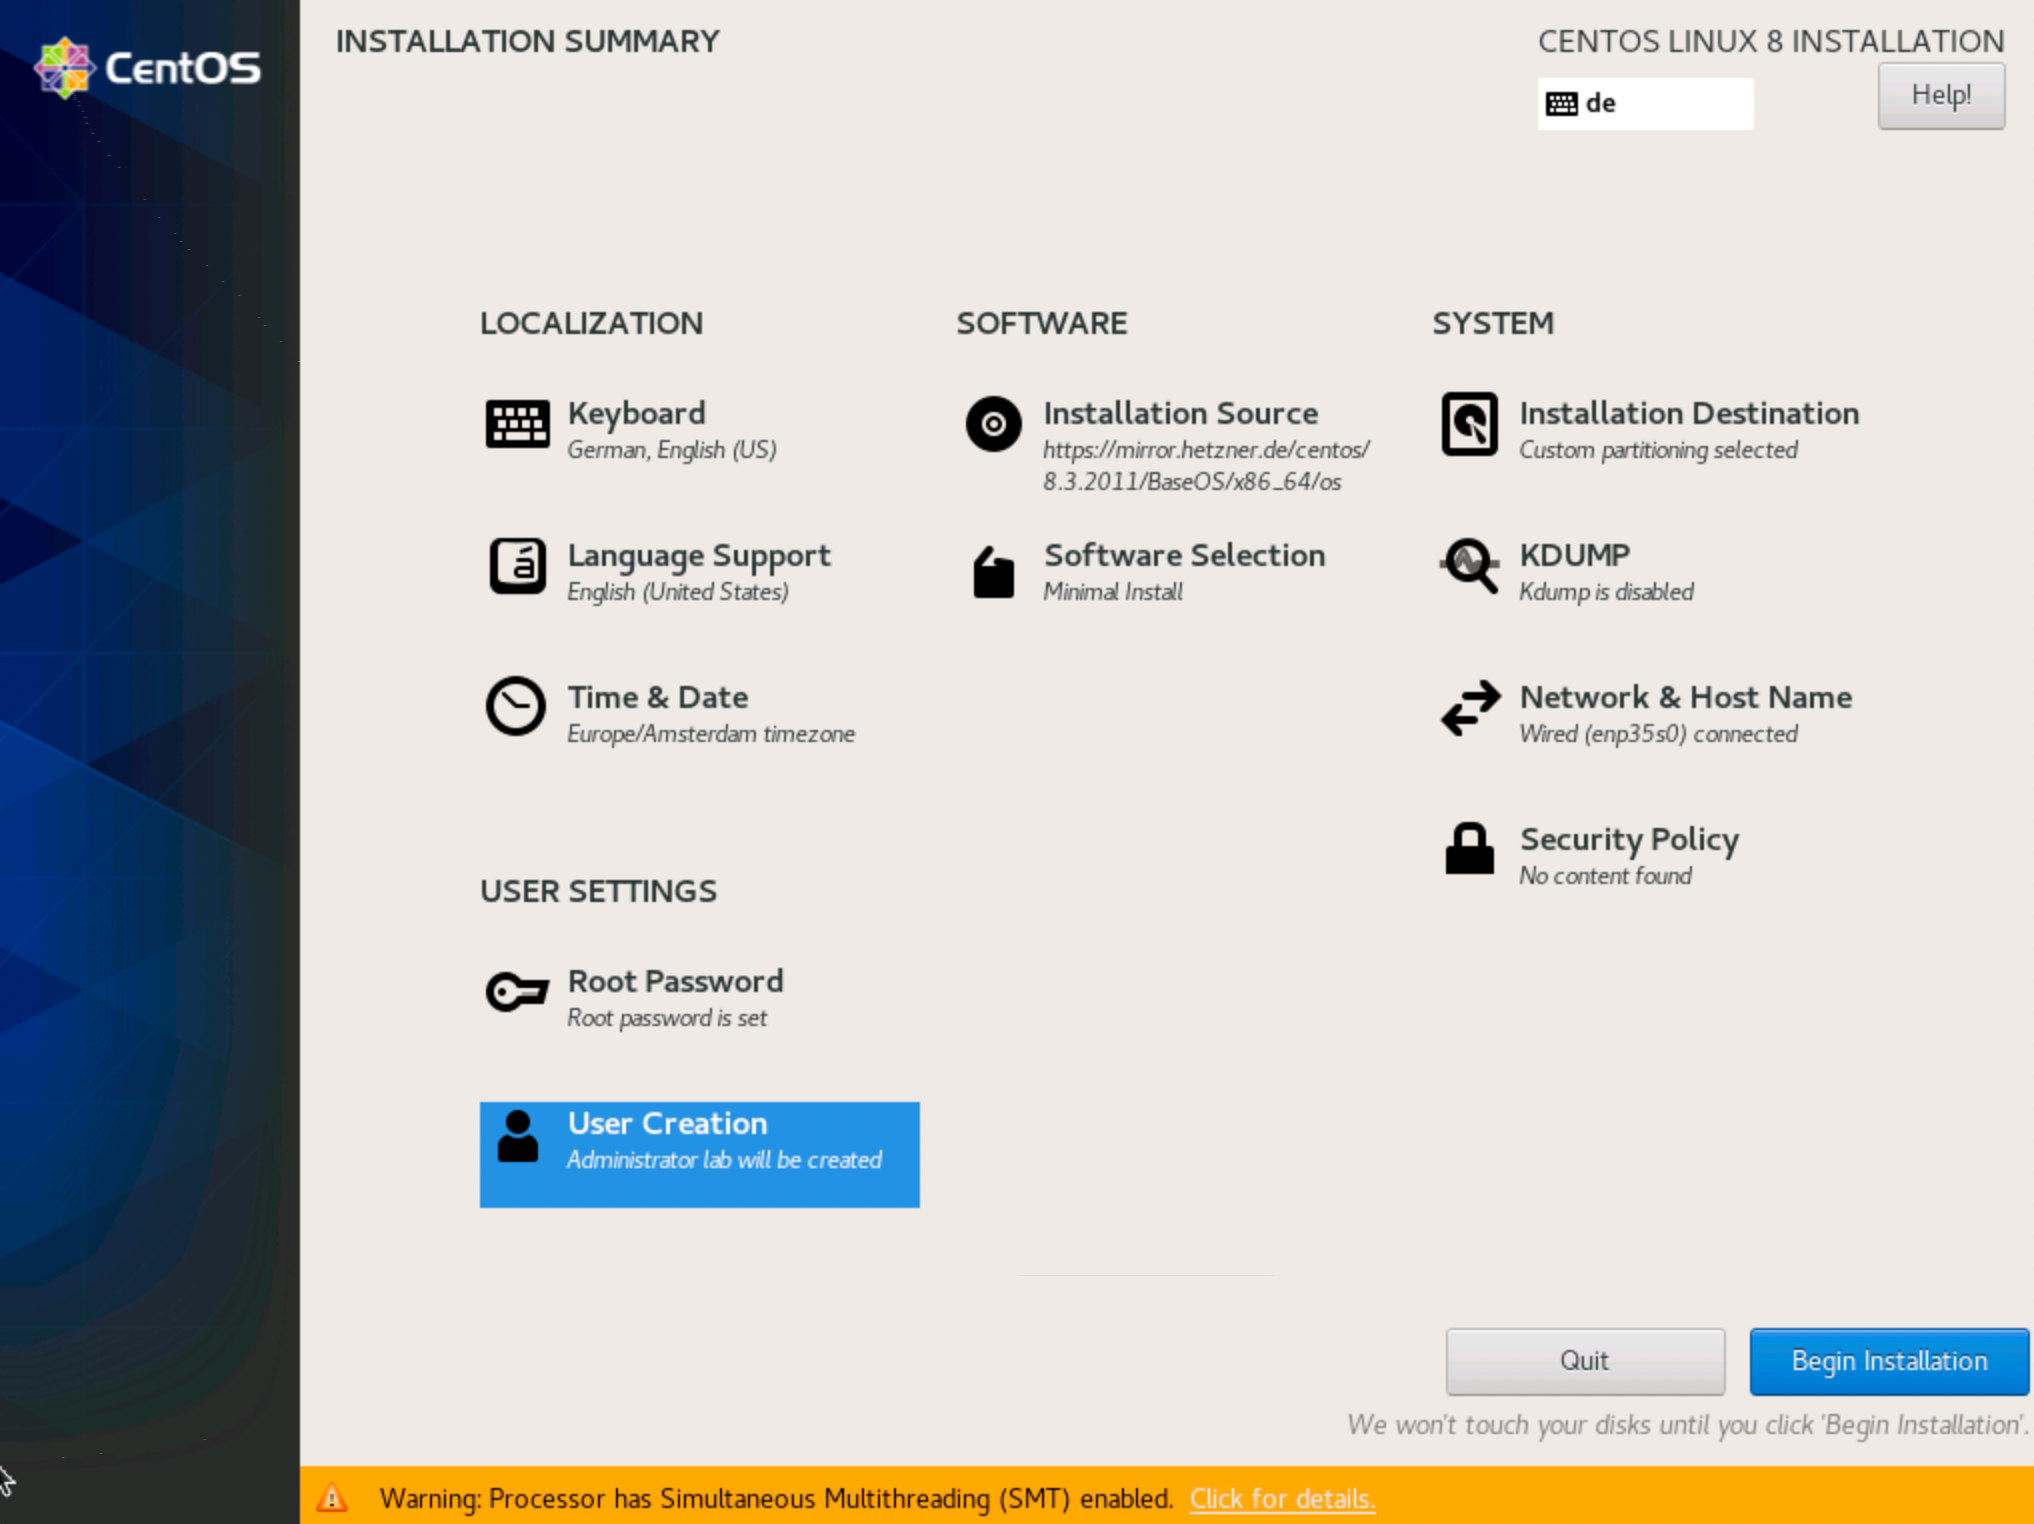 CentOS
INSTALLATION SUMMARY
CENTOS LINUX 8 INSTALLATION
de
Help!
LOCALIZATION
Keyboard
German, English (US)
Language Support
English (United States)
Time & Date
Europe/Amsterdam timezone
SOFTWARE
Installation Source
https://mirror.hetzner.de/centos/
8.3.2011/BaseOS/x86_64/os
Software Selection
Minimal Install
SYSTEM
Installation Destination
Custom partitioning selected
KDUMP
Kdump is disabled
Network & Host Name
Wired (enp35s0) connected
Security Policy
No content found
USER SETTINGS
Root Password
Root password is set
User Creation
Administrator lab will be created
Quit
Begin Installation
We won't touch your disks until you click 'Begin Installation'.
Warning: Processor has Simultaneous Multithreading (SMT) enabled. Click for details.